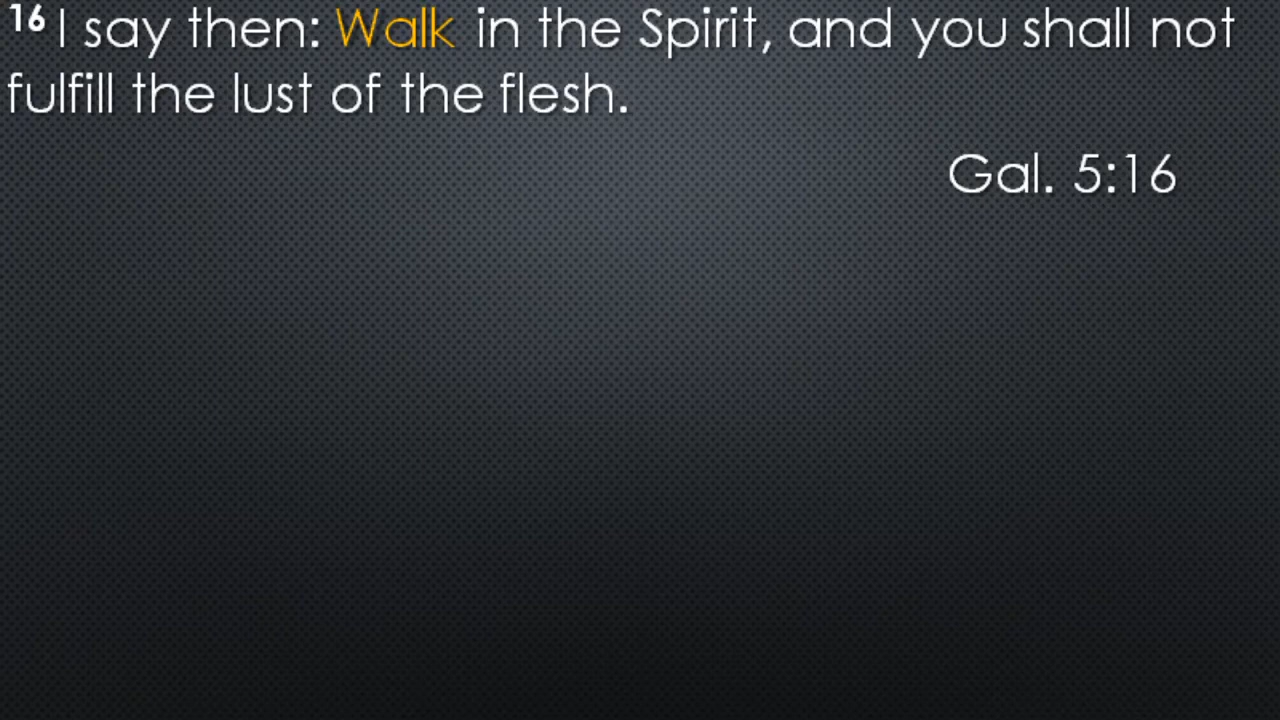 16 I say then: Walk in the Spirit, and you shall not
fulfill the lust of the flesh.
Gal. 5:16